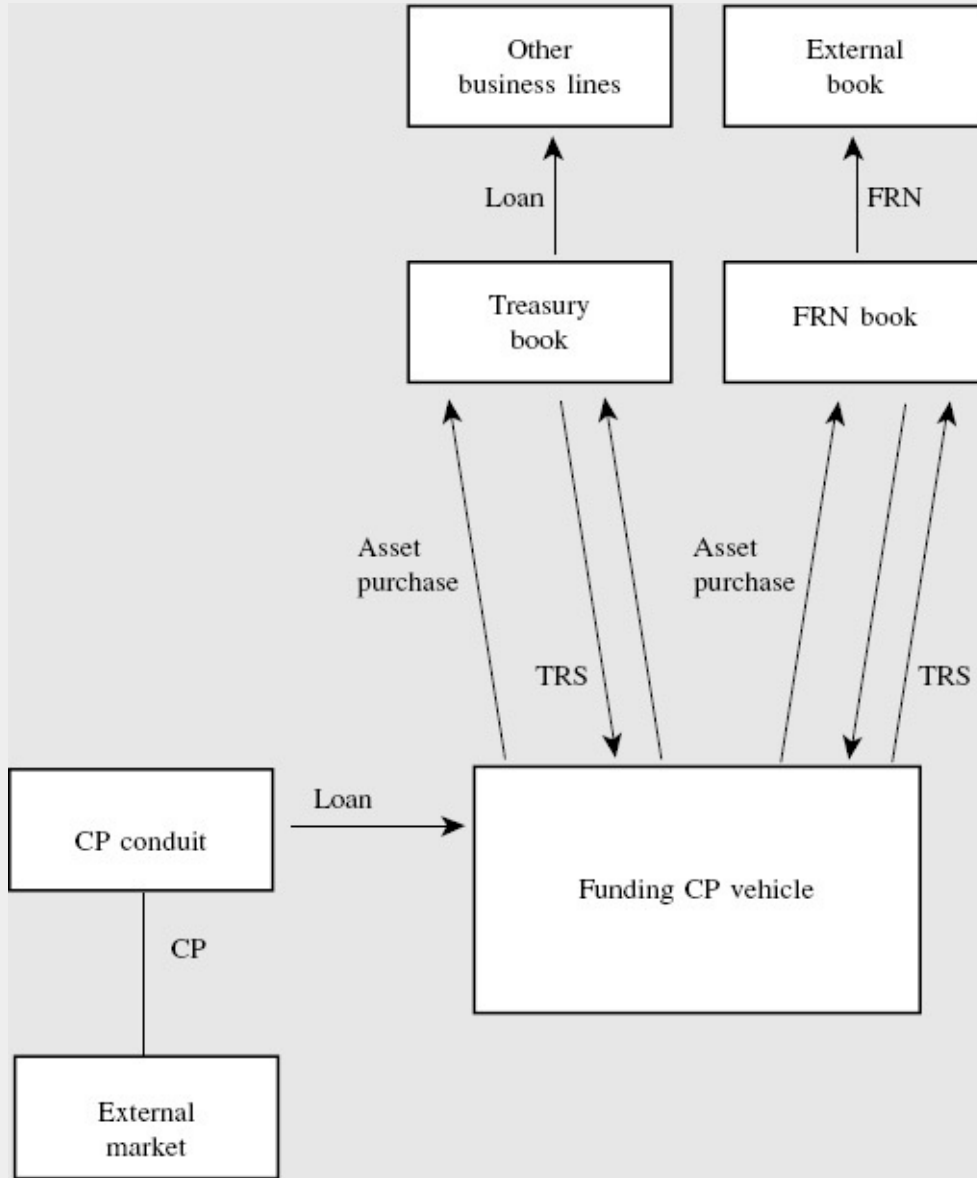 Other
business lines
External
book
Loan
FRN
Treasury
book
FRN book
Asset
purchase
Asset
purchase
TRS
TRS
Loan
CP conduit
Funding CP vehicle
CP
External
market